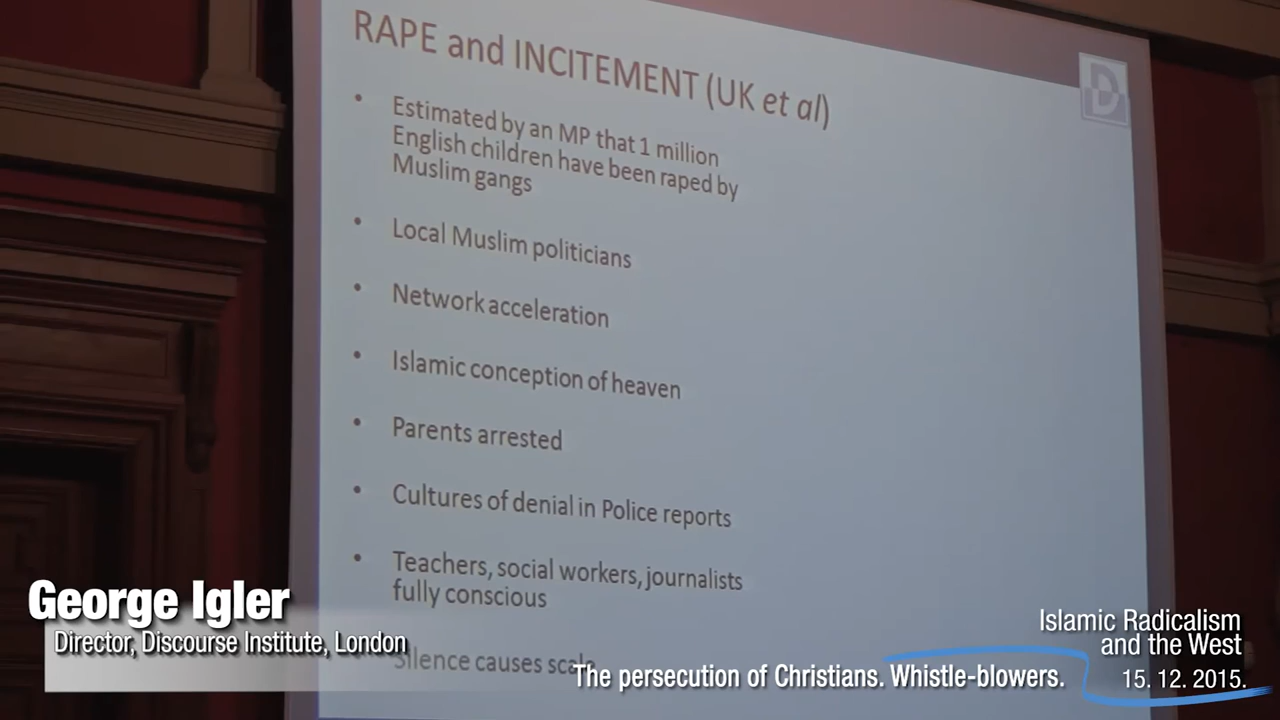 RAPE and INCITEMENT (UK et al)
D
• Estimated by an MP that 1 million
English children have been raped by
Muslim gangs
• Local Muslim politicians
• Network acceleration
• Islamic conception of heaven
• Parents arrested
• Cultures of denial in Police reports
• Teachers, social workers, journalists
fully conscious
Silence causes
George Igler
Director, Discourse Institute, London
Islamic Radicalism
and the West
The persecution of Christians. Whistle-blowers.
15. 12. 2015.